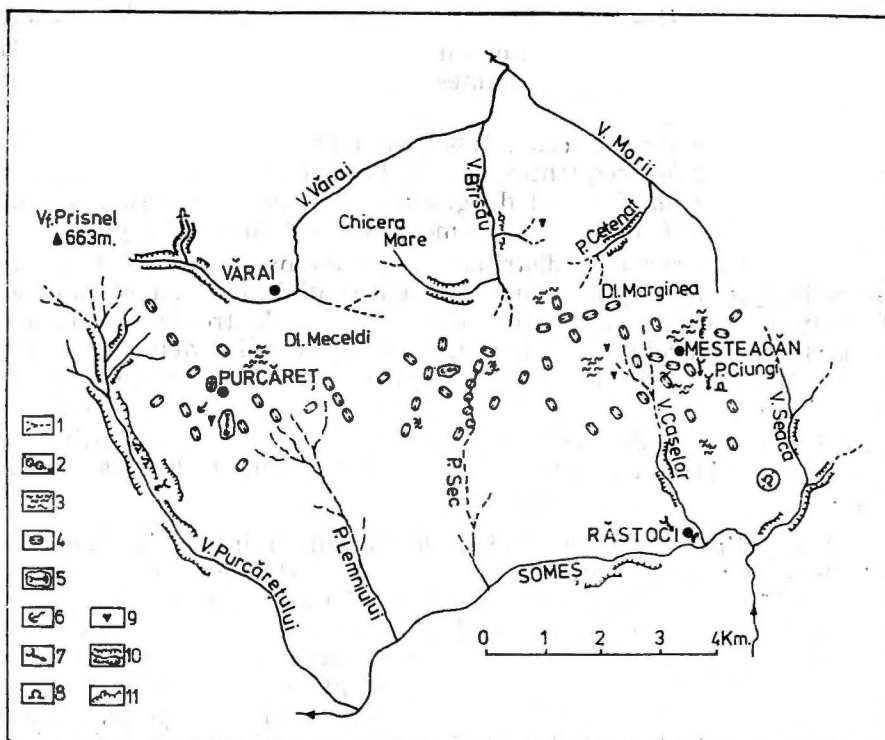 V. Morii
V. Vărai
V. Bîrsău
Vf. Prisnel
▲ 663m.
Chicera
Mare
P. Cetenat
VĂRAI
Dl. Marginea
Dl. Meceldi
MESTEACĂN
PURCĂREȚ
P. Ciungi
V. Seaca
V. Cașelor
P. Sec
P. Lemniului
V. Purcărețului
RĂSTOCI
SOMEȘ
0 1 2 3 4Km.
1
2
3
4
5
6
7
8
9
10
11